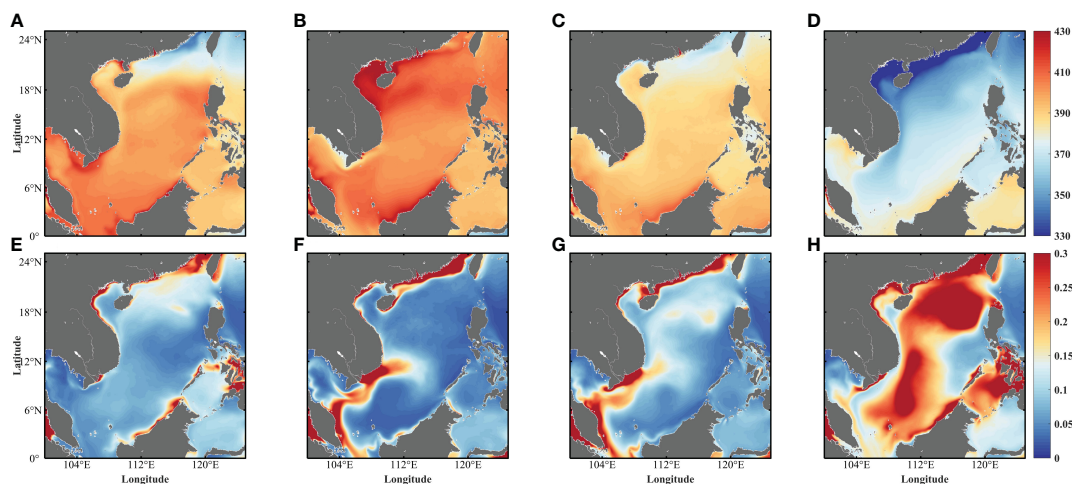 A B C D
24°N 430
18°N 410
12°N 390
6°N 370
0° 350
330
Latitude
E F G H
24°N 0.3
0.25
18°N 0.2
12°N 0.15
6°N 0.1
0.05
0° 0
Latitude
104°E 112°E 120°E 104°E 112°E 120°E 104°E 112°E 120°E 104°E 112°E 120°E
Longitude Longitude Longitude Longitude